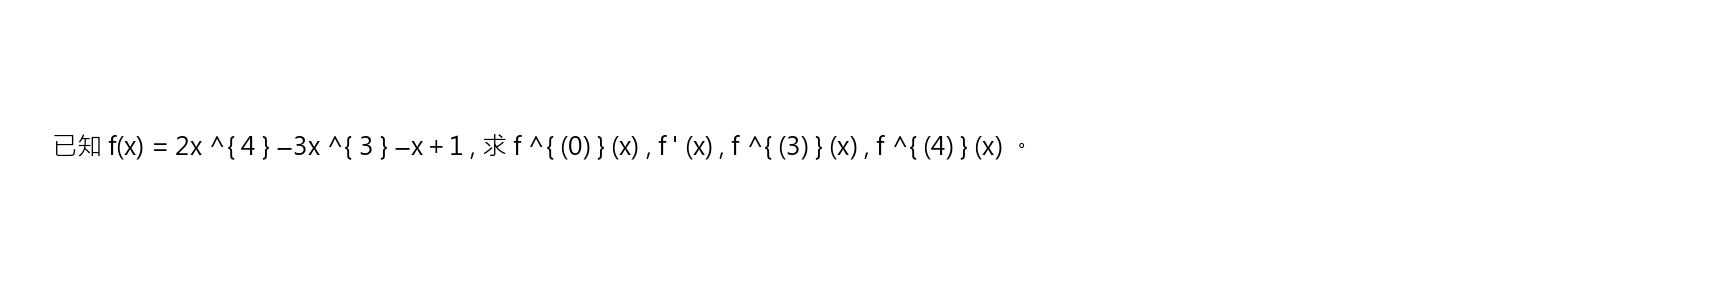 已知 f(x) = 2x ^{ 4 } –3x ^{ 3 } –x + 1 , 求 f ^{ (0) } (x) , f ' (x) , f ^{ (3) } (x) , f ^{ (4) } (x) 。